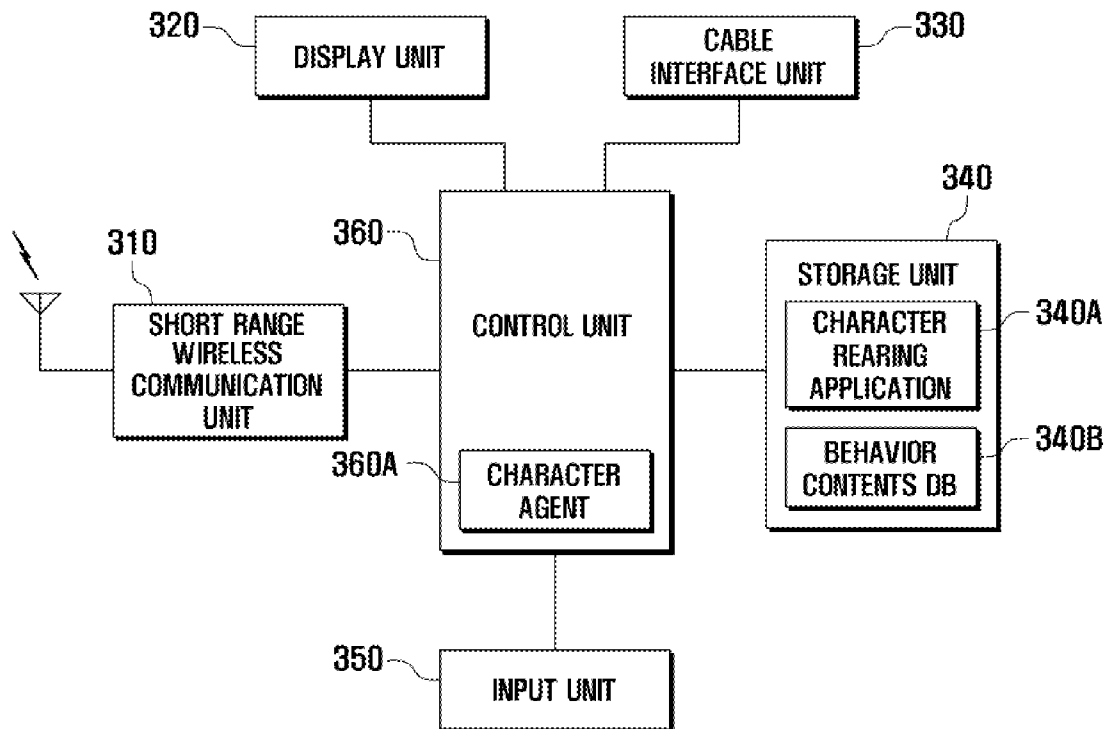 320
DISPLAY UNIT
CABLE
INTERFACE UNIT
330
310
SHORT RANGE
WIRELESS
COMMUNICATION
UNIT
360
CONTROL UNIT
360A
CHARACTER
AGENT
340
STORAGE UNIT
CHARACTER
REARING
APPLICATION
340A
BEHAVIOR
CONTENTS DB
340B
350
INPUT UNIT